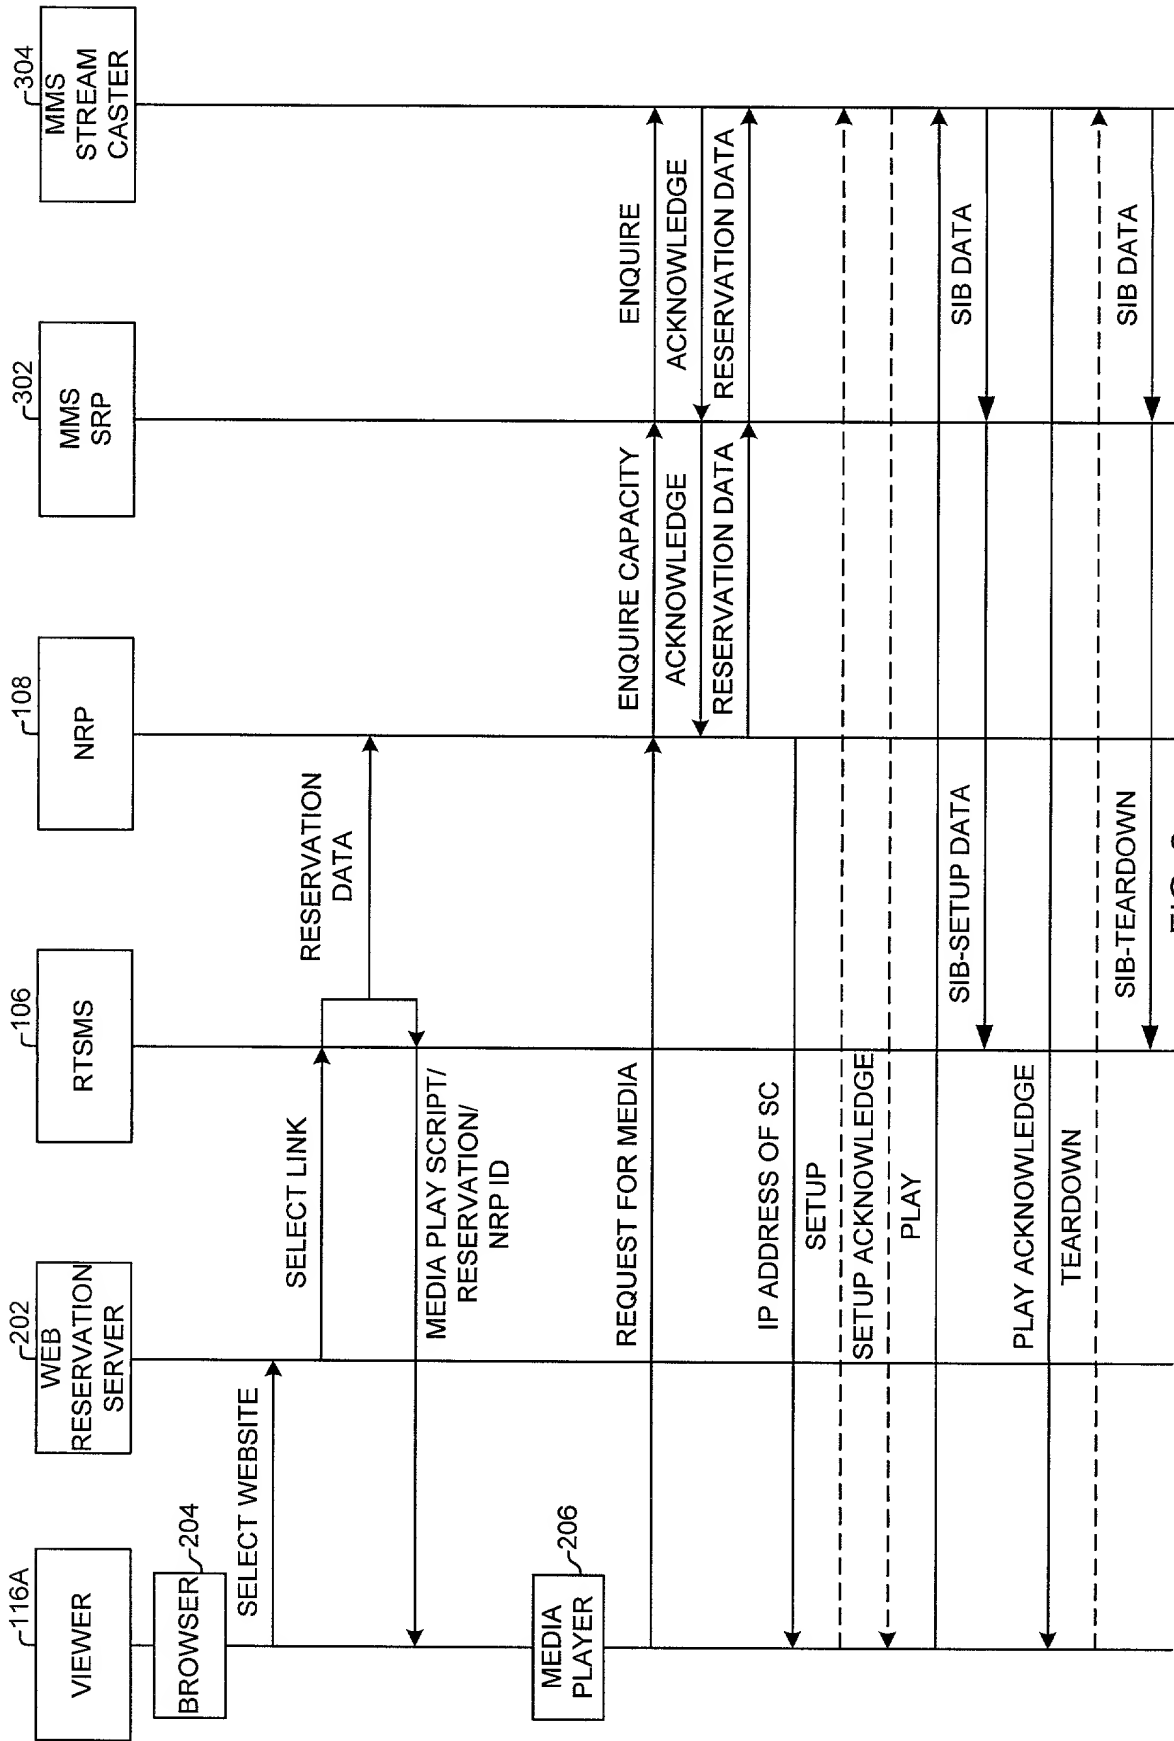 116A
VIEWER
202
WEB
RESERVATION
SERVER
106
RTSMS
108
NRP
302
MMS
SRP
304
MMS
STREAM
CASTER
BROWSER
204
SELECT WEBSITE
SELECT LINK
RESERVATION
DATA
MEDIA PLAY SCRIPT/
RESERVATION/
NRP ID
MEDIA
PLAYER
206
REQUEST FOR MEDIA
ENQUIRE CAPACITY
ENQUIRE
ACKNOWLEDGE
ACKNOWLEDGE
RESERVATION DATA
RESERVATION DATA
IP ADDRESS OF SC
SETUP
SETUP ACKNOWLEDGE
PLAY
SIB-SETUP DATA
SIB DATA
PLAY ACKNOWLEDGE
TEARDOWN
SIB-TEARDOWN
SIB DATA